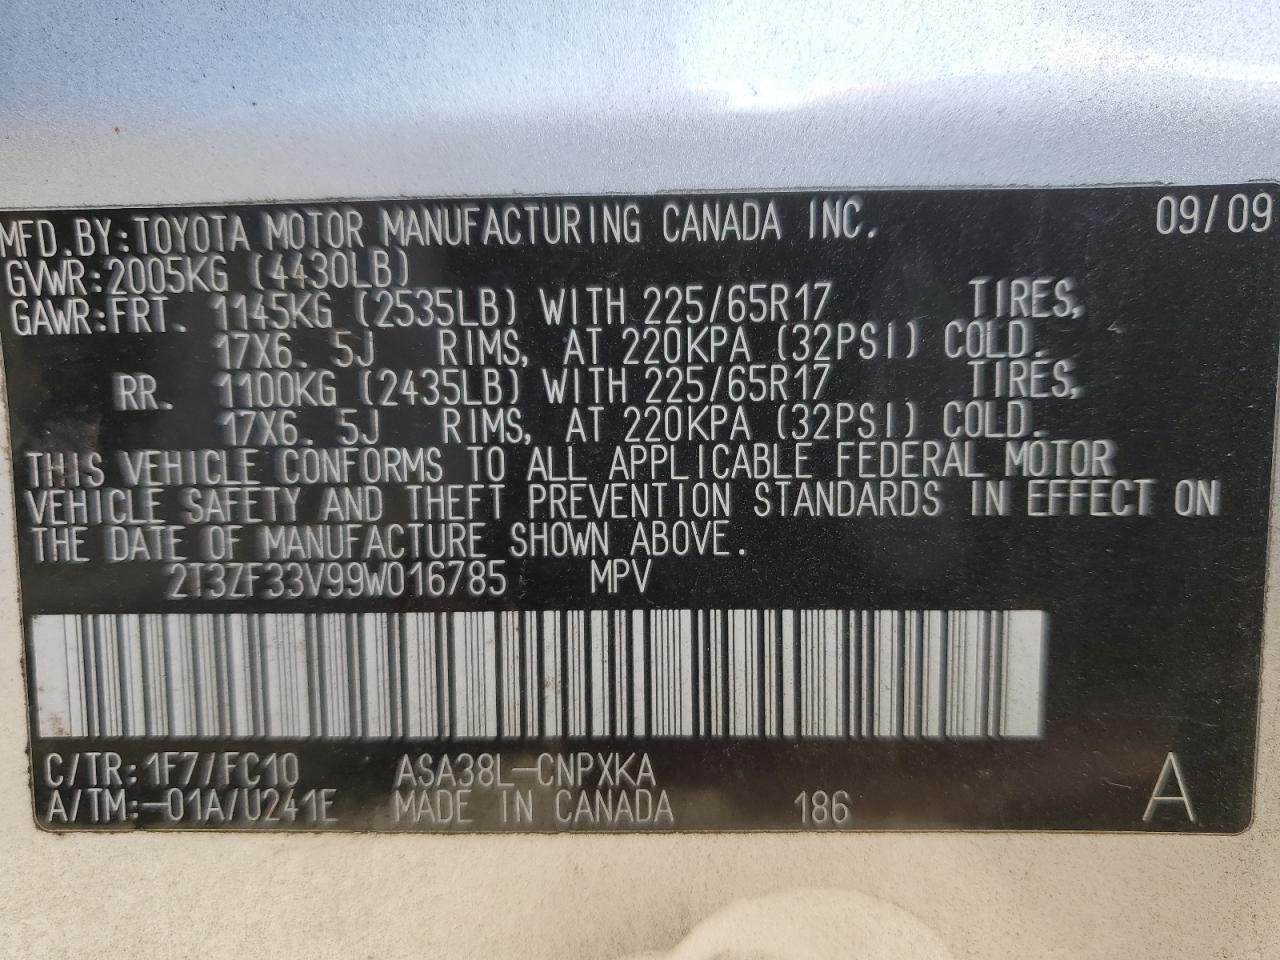 MFD.BY:TOYOTA MOTOR MANUFACTURING CANADA INC. 09/09
GVWR:2005KG (4430LB)
GAWR:FRT. 1145KG (2535LB) WITH 225/65R17 TIRES,
17X6. 5J RIMS, AT 220KPA (32PSI) COLD.
RR. 1100KG (2435LB) WITH 225/65R17 TIRES,
17X6. 5J RIMS, AT 220KPA (32PSI) COLD.
THIS VEHICLE CONFORMS TO ALL APPLICABLE FEDERAL MOTOR
VEHICLE SAFETY AND THEFT PREVENTION STANDARDS IN EFFECT ON
THE DATE OF MANUFACTURE SHOWN ABOVE.
2T3ZF33V99W016785 MPV
C/TR:1F7/FC10 ASA38L-CNPXKA
A/TM:-01A/U241E MADE IN CANADA 186 A